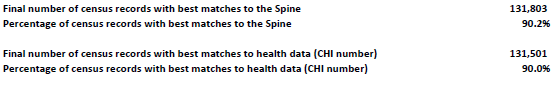 Final number of census records with best matches to the Spine 131,803
Percentage of census records with best matches to the Spine 90.2%
Final number of census records with best matches to health data (CHI number) 131,501
Percentage of census records with best matches to health data (CHI number) 90.0%